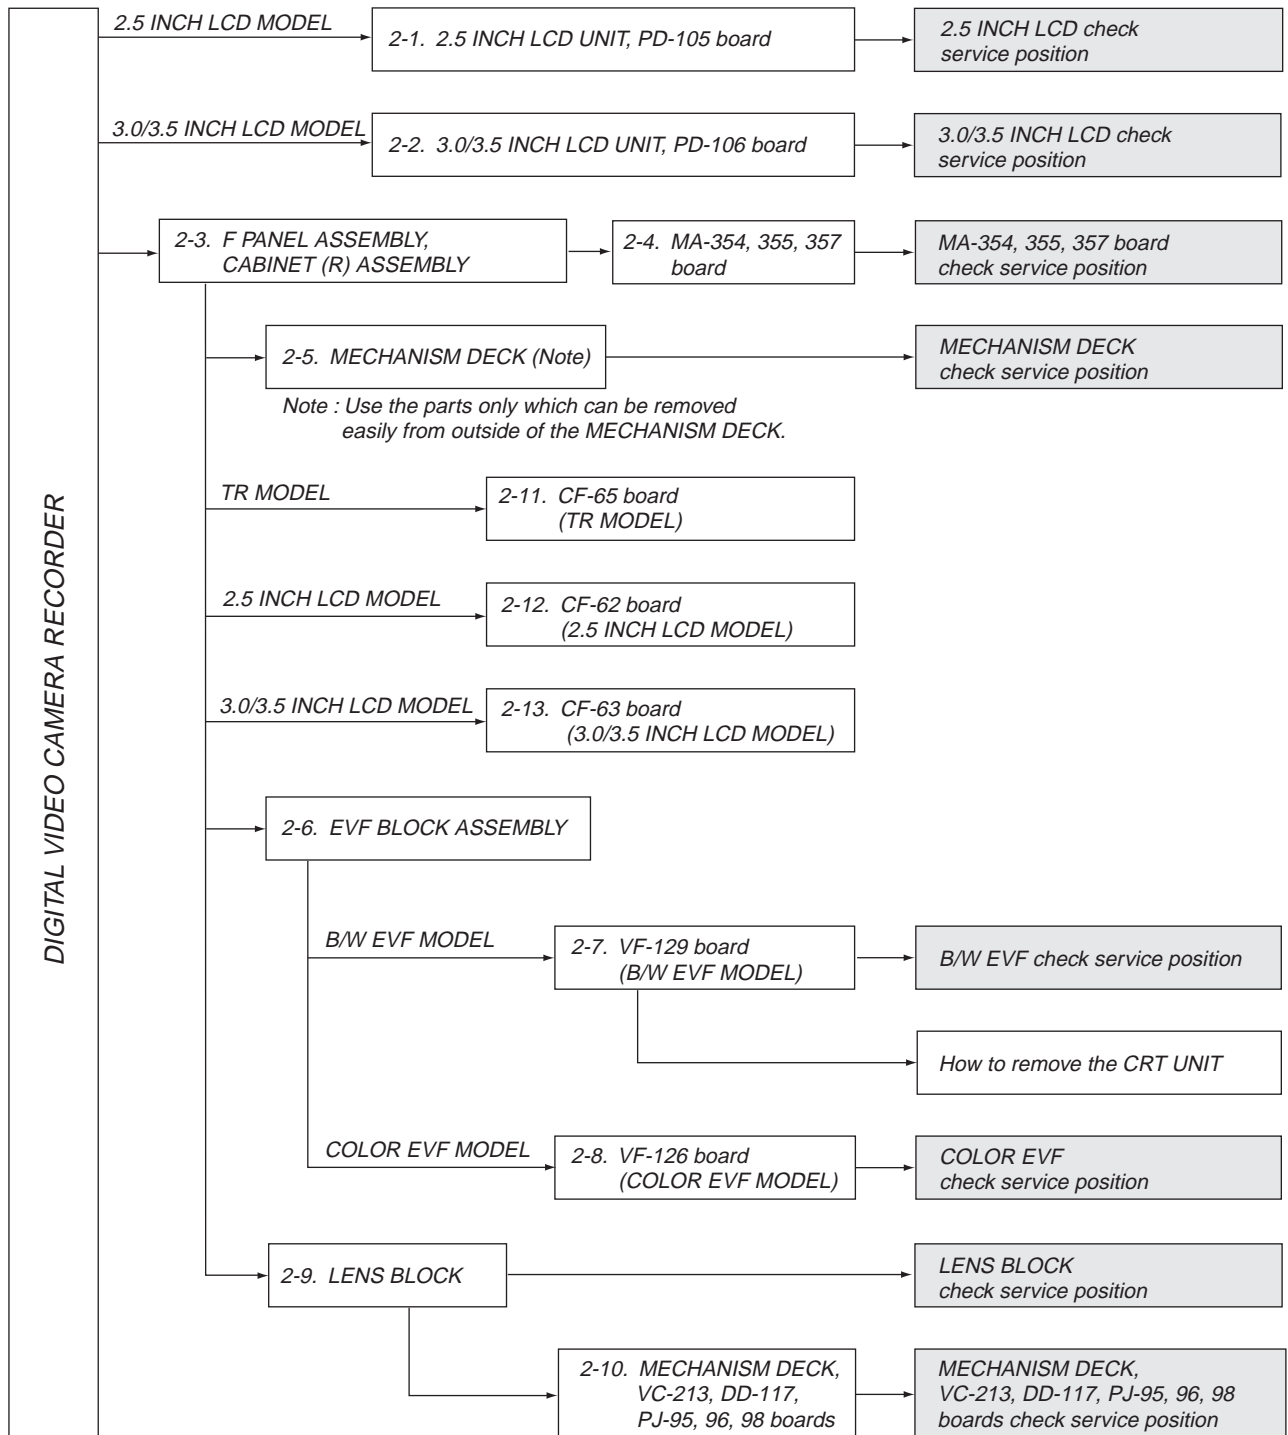 DIGITAL VIDEO CAMERA RECORDER
2.5 INCH LCD MODEL
2-1. 2.5 INCH LCD UNIT, PD-105 board
2.5 INCH LCD check
service position
3.0/3.5 INCH LCD MODEL
2-2. 3.0/3.5 INCH LCD UNIT, PD-106 board
3.0/3.5 INCH LCD check
service position
2-3. F PANEL ASSEMBLY,
CABINET (R) ASSEMBLY
2-4. MA-354, 355, 357
board
MA-354, 355, 357 board
check service position
2-5. MECHANISM DECK (Note)
MECHANISM DECK
check service position
Note : Use the parts only which can be removed
easily from outside of the MECHANISM DECK.
TR MODEL
2-11. CF-65 board
(TR MODEL)
2.5 INCH LCD MODEL
2-12. CF-62 board
(2.5 INCH LCD MODEL)
3.0/3.5 INCH LCD MODEL
2-13. CF-63 board
(3.0/3.5 INCH LCD MODEL)
2-6. EVF BLOCK ASSEMBLY
B/W EVF MODEL
2-7. VF-129 board
(B/W EVF MODEL)
B/W EVF check service position
How to remove the CRT UNIT
COLOR EVF MODEL
2-8. VF-126 board
(COLOR EVF MODEL)
COLOR EVF
check service position
2-9. LENS BLOCK
LENS BLOCK
check service position
2-10. MECHANISM DECK,
VC-213, DD-117,
PJ-95, 96, 98 boards
MECHANISM DECK,
VC-213, DD-117, PJ-95, 96, 98
boards check service position